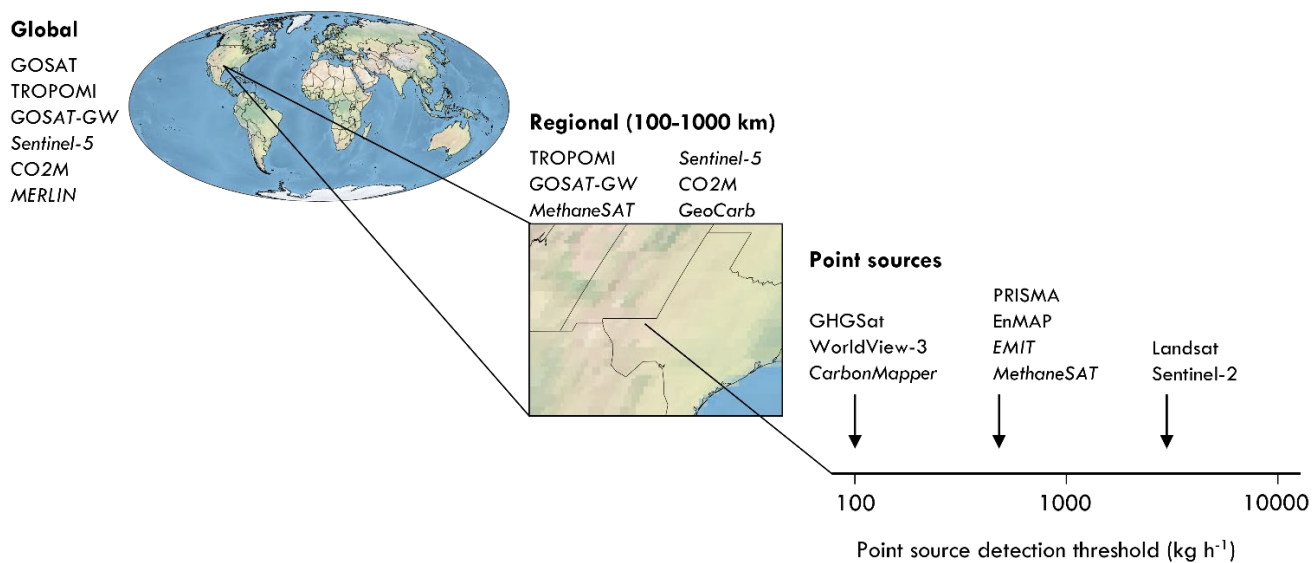 Global
GOSAT
TROPOMI
GOSAT-GW
Sentinel-5
CO2M
MERLIN
Regional (100-1000 km)
TROPOMI
GOSAT-GW
MethaneSAT
Sentinel-5
CO2M
GeoCarb
Point sources
GHGSat
WorldView-3
CarbonMapper
PRISMA
EnMAP
EMIT
MethaneSAT
Landsat
Sentinel-2
100
1000
10000
Point source detection threshold (kg h⁻¹)